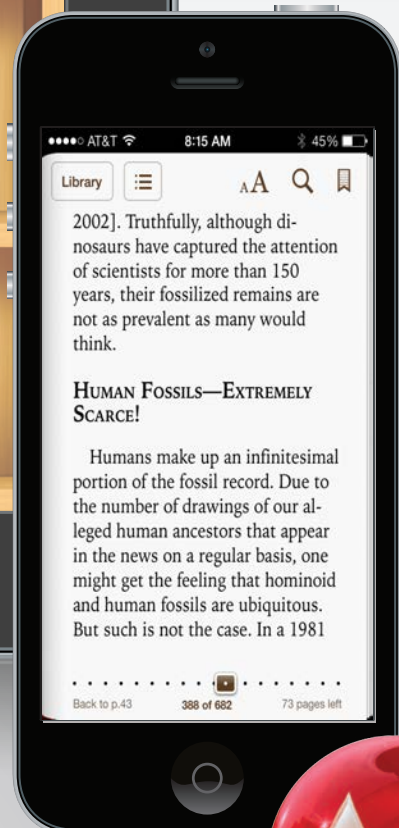 AT&T 8:15 AM 45%
Library AA
2002]. Truthfully, although di-
nosaurs have captured the attention
of scientists for more than 150
years, their fossilized remains are
not as prevalent as many would
think.
HUMAN FOSSILS—EXTREMELY
SCARCE!
Humans make up an infinitesimal
portion of the fossil record. Due to
the number of drawings of our al-
leged human ancestors that appear
in the news on a regular basis, one
might get the feeling that hominoid
and human fossils are ubiquitous.
But such is not the case. In a 1981
Back to p.43 388 of 682 73 pages left